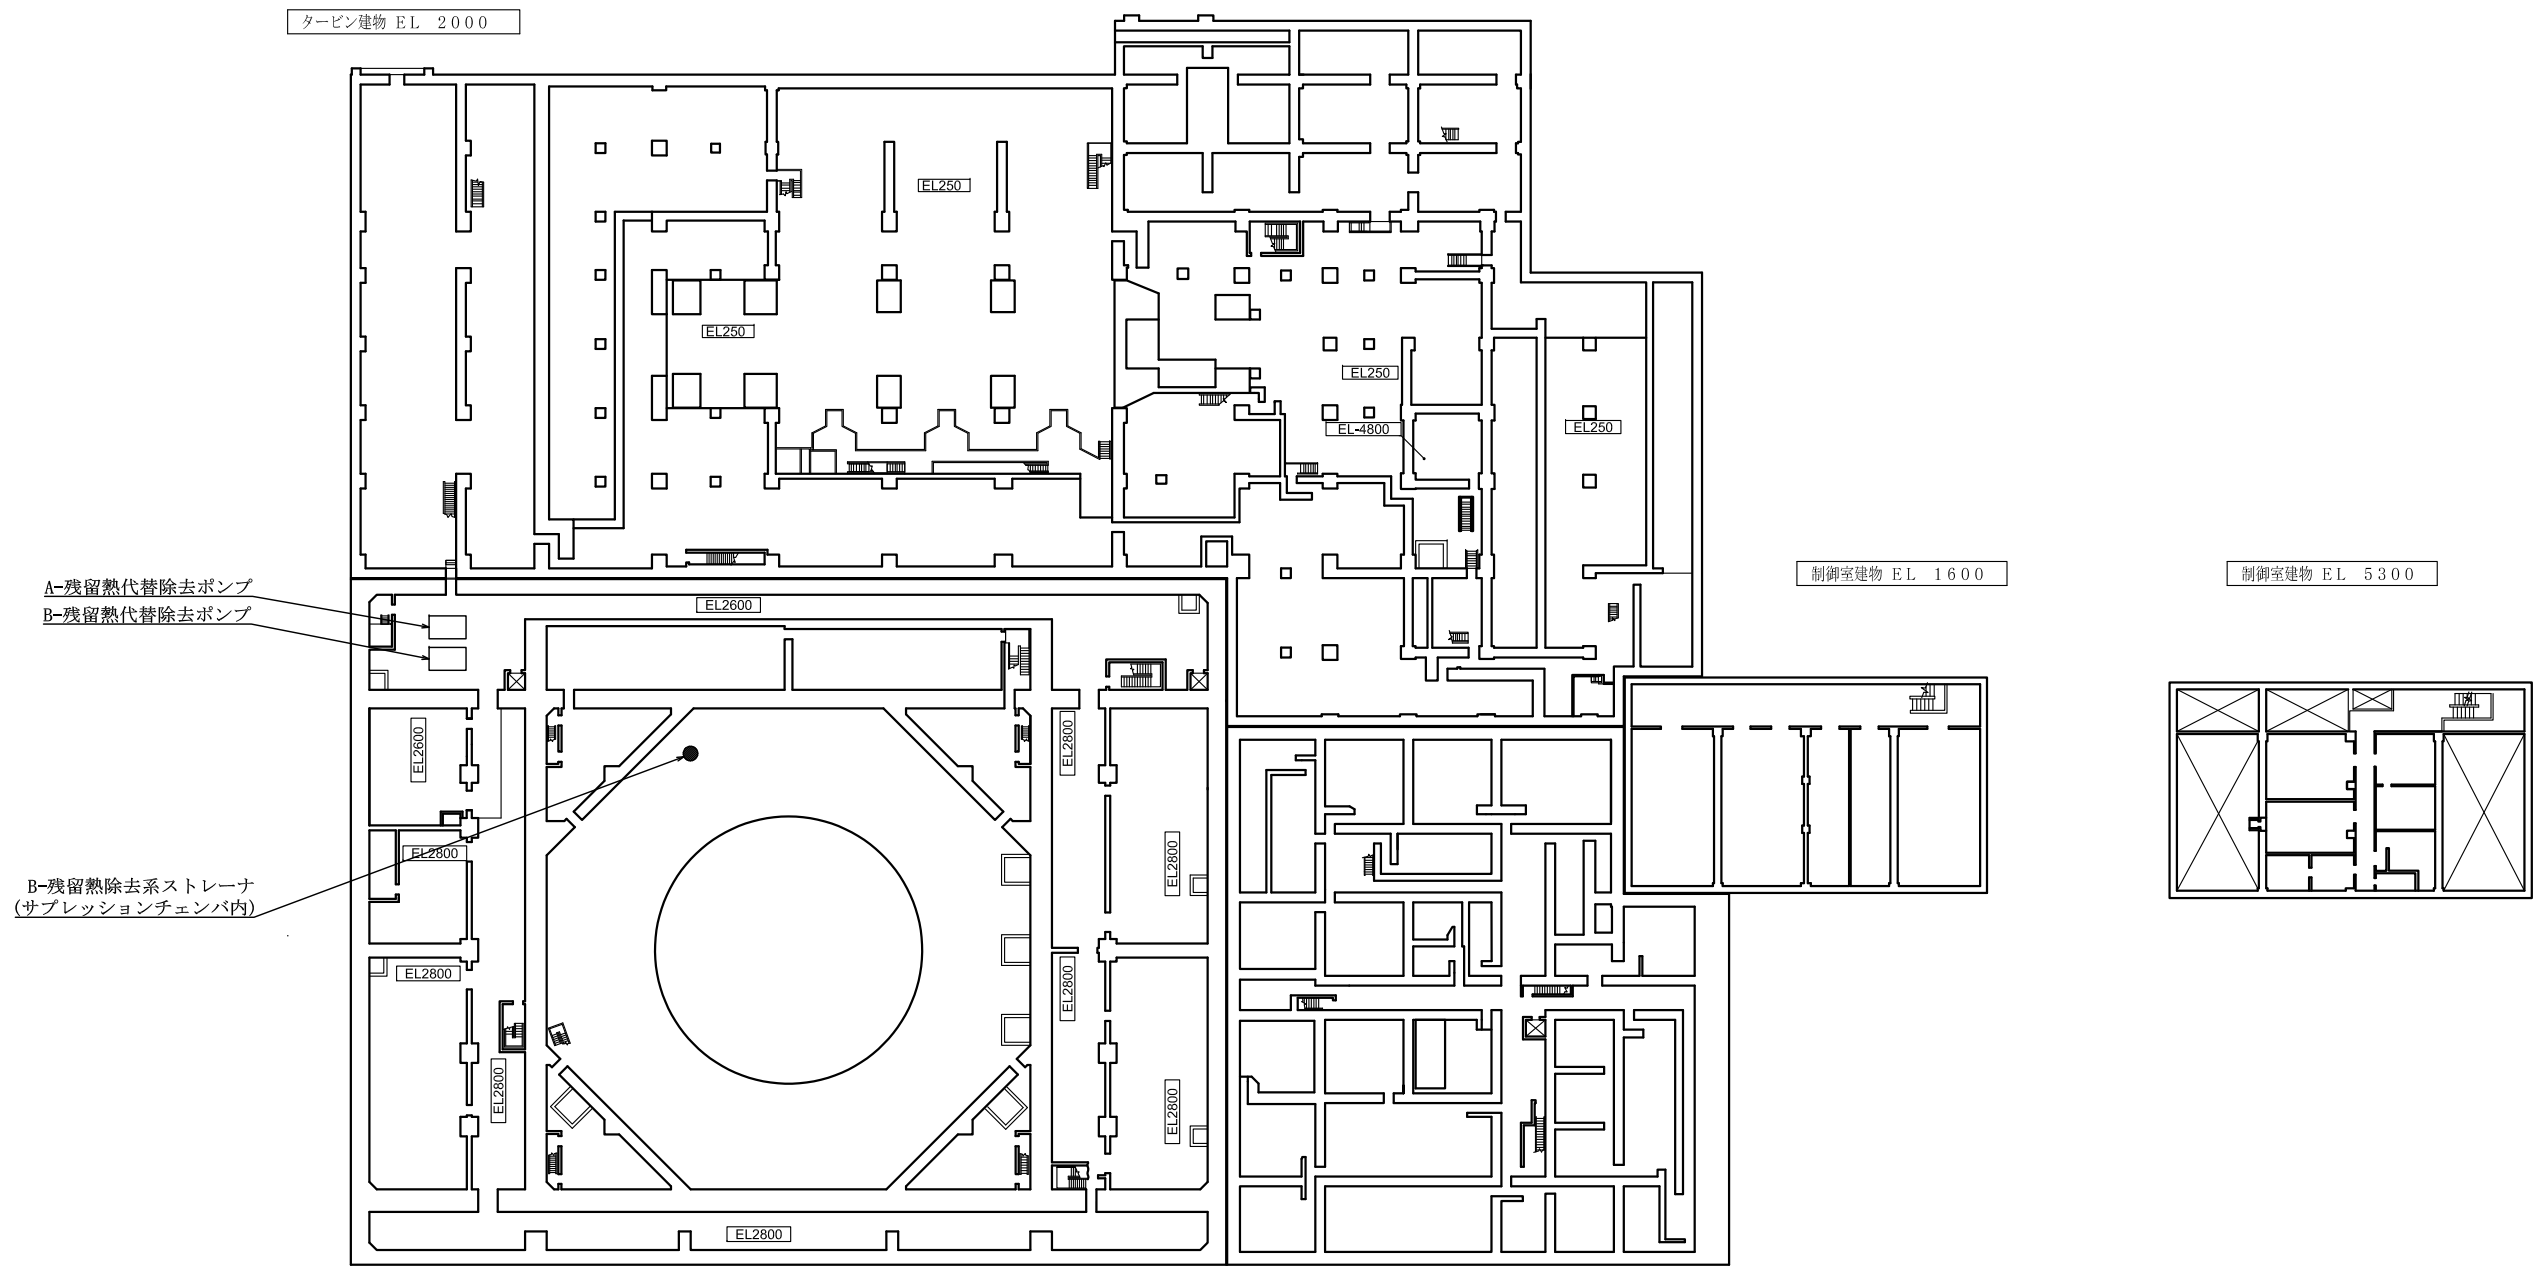 タービン建物 EL 2000
EL250
EL250
EL250
EL-4800
EL250
制御室建物 EL 1600
制御室建物 EL 5300
A-残留熱代替除去ポンプ
B-残留熱代替除去ポンプ
EL2600
EL2600
EL2800
EL2800
EL2800
B-残留熱除去系ストレーナ
(サプレッションチェンバ内)
EL2800
EL2800
EL2800
EL2800
EL2800